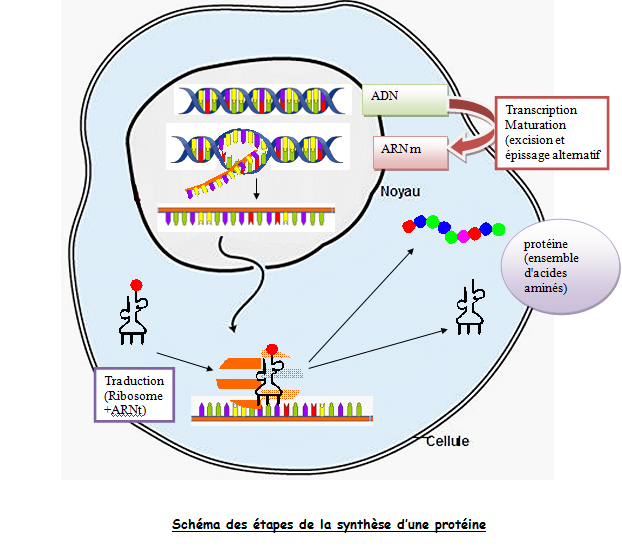 ADN
Transcription
Maturation
(excision et
épissage alternatif
ARNm
Noyau
protéine
(ensemble
d'acides
aminés)
Traduction
(Ribosome
+ARNt)
Cellule
Schéma des étapes de la synthèse d'une protéine